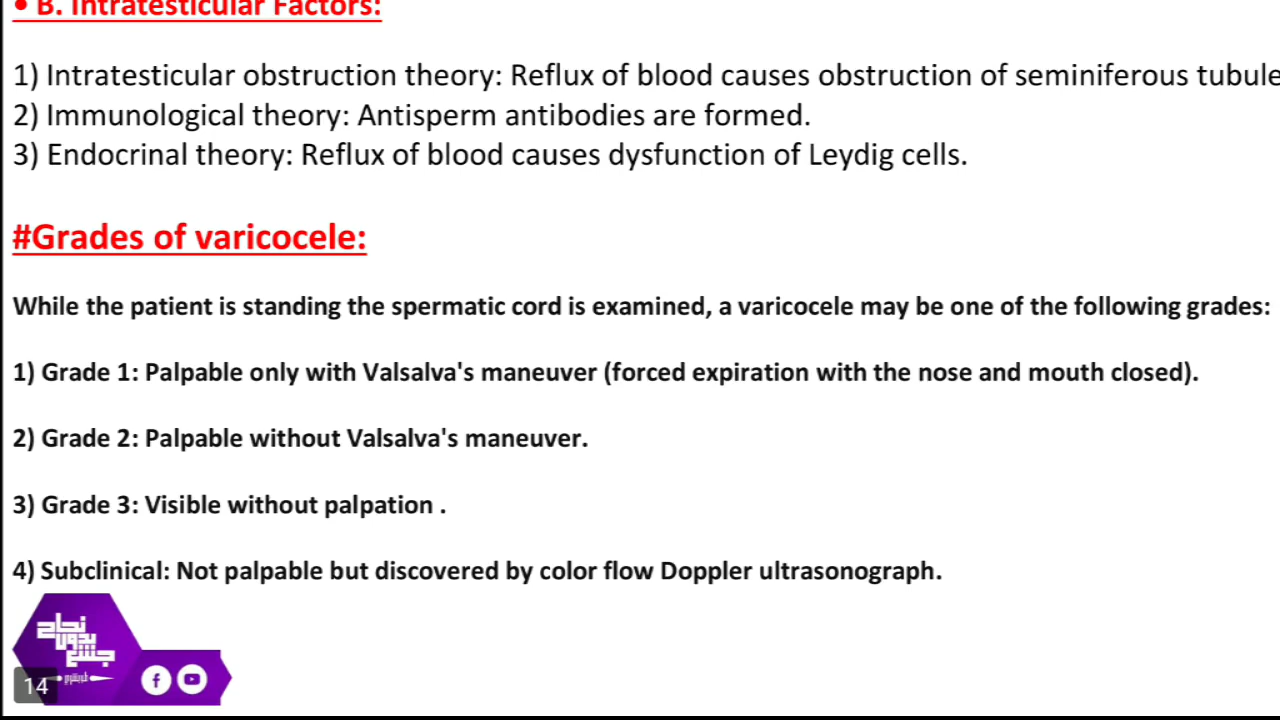 • B. Intratesticular Factors:
1) Intratesticular obstruction theory: Reflux of blood causes obstruction of seminiferous tubule
2) Immunological theory: Antisperm antibodies are formed.
3) Endocrinal theory: Reflux of blood causes dysfunction of Leydig cells.
#Grades of varicocele:
While the patient is standing the spermatic cord is examined, a varicocele may be one of the following grades:
1) Grade 1: Palpable only with Valsalva's maneuver (forced expiration with the nose and mouth closed).
2) Grade 2: Palpable without Valsalva's maneuver.
3) Grade 3: Visible without palpation .
4) Subclinical: Not palpable but discovered by color flow Doppler ultrasonograph.
نجاح
بدون
جشع
14